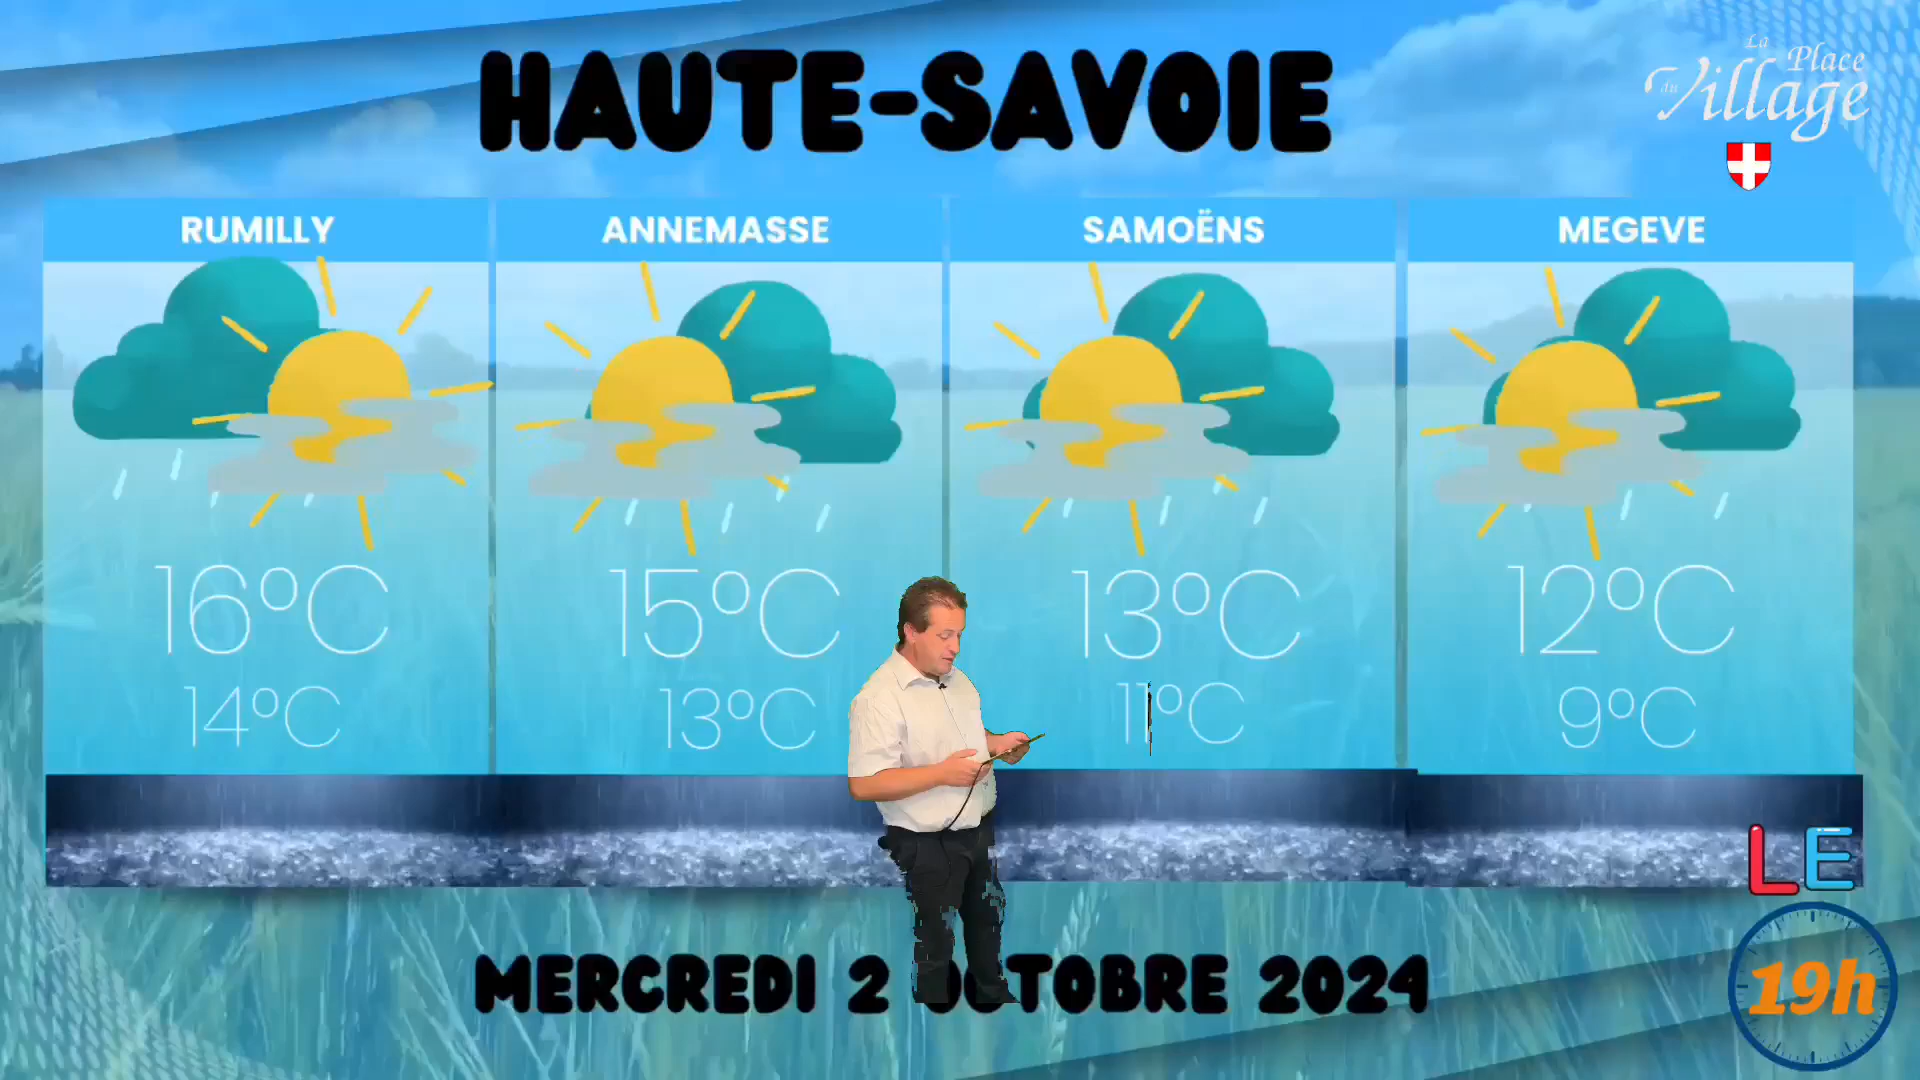 HAUTE-SAVOIE
La Place
du Village
RUMILLY
ANNEMASSE
SAMOËNS
MEGEVE
16°C
15°C
13°C
12°C
14°C
13°C
11°C
9°C
LE
19h
MERCREDI 2 OCTOBRE 2024